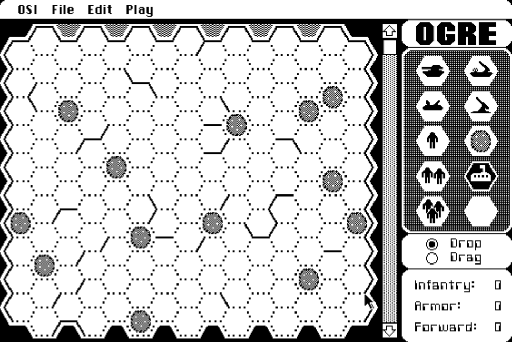 OSI File Edit Play
OGRE
Drop
Drag
Infantry: 0
Armor: 0
Forward: 0